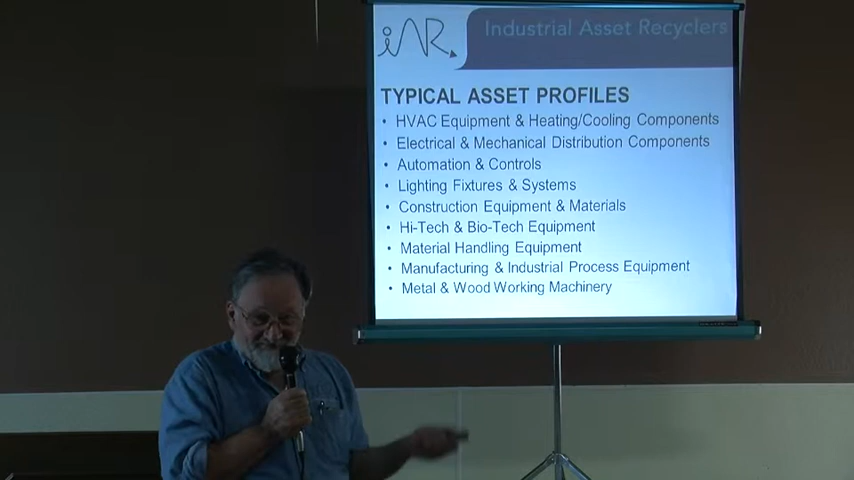 iAR
Industrial Asset Recyclers
TYPICAL ASSET PROFILES
• HVAC Equipment & Heating/Cooling Components
• Electrical & Mechanical Distribution Components
• Automation & Controls
• Lighting Fixtures & Systems
• Construction Equipment & Materials
• Hi-Tech & Bio-Tech Equipment
• Material Handling Equipment
• Manufacturing & Industrial Process Equipment
• Metal & Wood Working Machinery